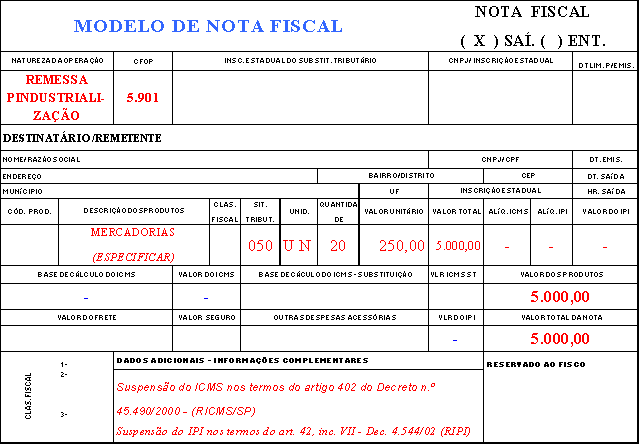 MODELO DE NOTA FISCAL
NOTA FISCAL
( X ) SAÍ. ( ) ENT.
NATUREZA DA OPERAÇÃO
CFOP
INSC. ESTADUAL DO SUBSTIT. TRIBUTÁRIO
CNPJ/ INSCRIÇÃO ESTADUAL
DT LIM. P/EMIS.
REMESSA
P\INDUSTRIALI-
ZAÇÃO
5.901
DESTINATÁRIO/REMETENTE
NOME/RAZÃO SOCIAL
CNPJ/CPF
DT. EMIS.
ENDEREÇO
BAIRRO/DISTRITO
CEP
DT. SAÍDA
MUNÍCIPIO
UF
INSCRIÇÃO ESTADUAL
HR. SAÍDA
CÓD. PROD.
DESCRIÇÃO DOS PRODUTOS
CLAS.
FISCAL
SIT.
TRIBUT.
UNID.
QUANTIDA
DE
VALOR UNITÁRIO
VALOR TOTAL
ALÍQ. ICMS
ALÍQ. IPI
VALOR DO IPI
MERCADORIAS
(ESPECIFICAR)
050
U N
20
250,00
5.000,00
-
-
-
BASE DE CÁLCULO DO ICMS
VALOR DO ICMS
BASE DE CÁLCULO DO ICMS - SUBSTITUIÇÃO
VLR ICMS ST
VALOR DOS PRODUTOS
-
-
5.000,00
VALOR DO FRETE
VALOR SEGURO
OUTRAS DESPESAS ACESSÓRIAS
VLR DO IPI
VALOR TOTAL DA NOTA
-
5.000,00
CLAS. FISCAL
1-
2-
3-
DADOS ADICIONAIS - INFORMAÇÕES COMPLEMENTARES
RESERTADO AO FISCO
Suspensão do ICMS nos termos do artigo 402 do Decreto n.º
45.490/2000 - (RICMS/SP)
Suspensão do IPI nos termos do art. 42, inc. VII - Dec. 4.544/02 (RIPI)